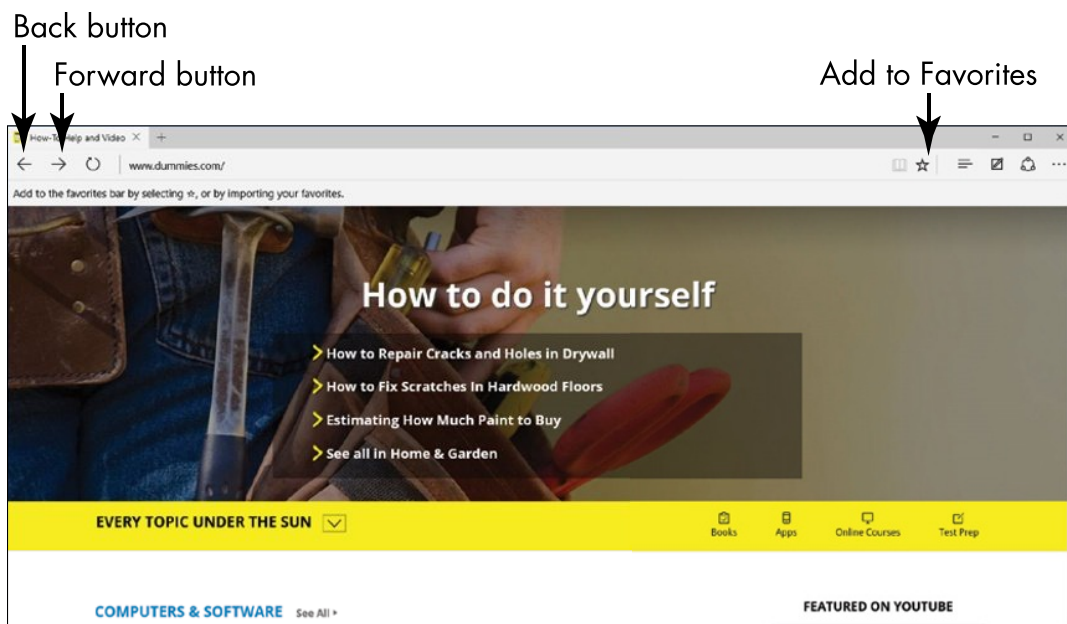 Back button
Forward button
Add to Favorites
How-To Help and Video
www.dummies.com/
Add to the favorites bar by selecting ☆, or by importing your favorites.
How to do it yourself
How to Repair Cracks and Holes in Drywall
How to Fix Scratches In Hardwood Floors
Estimating How Much Paint to Buy
See all in Home & Garden
EVERY TOPIC UNDER THE SUN
Books
Apps
Online Courses
Test Prep
COMPUTERS & SOFTWARE See All
FEATURED ON YOUTUBE